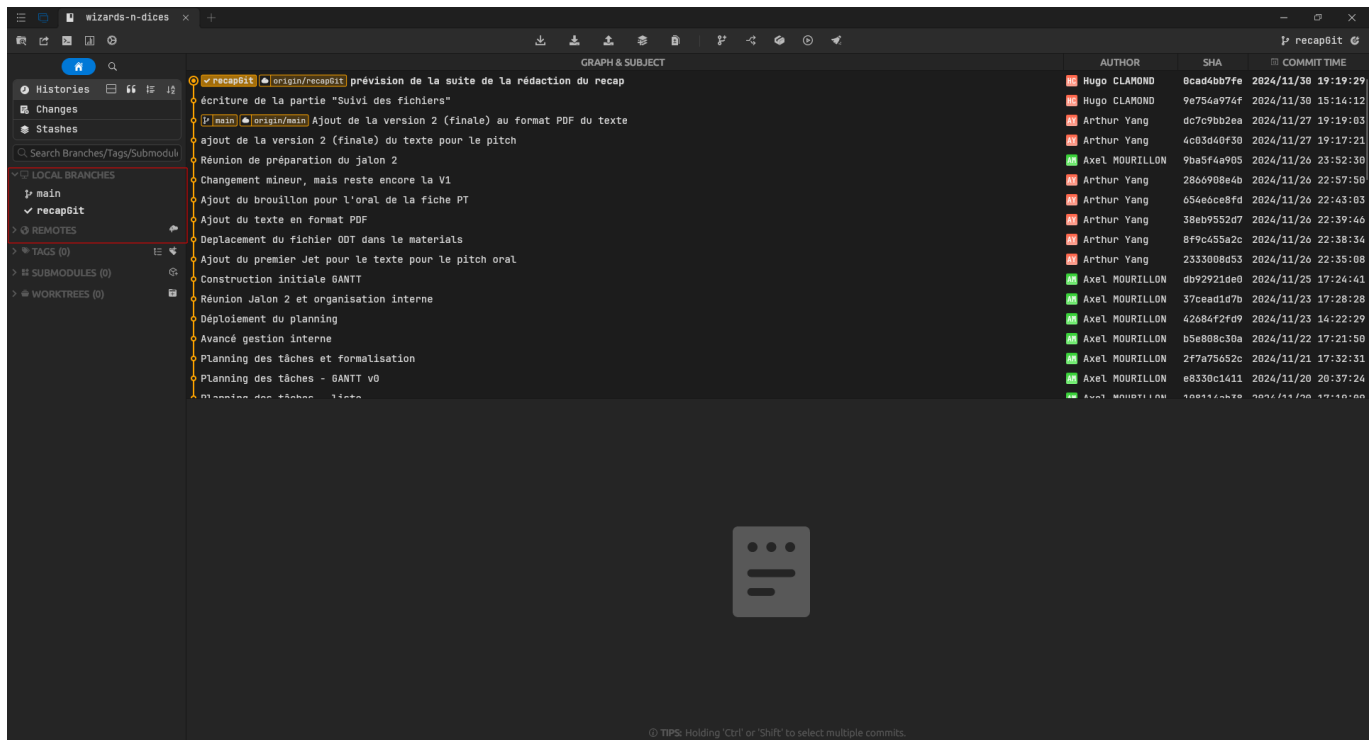 wizards-n-dices
recapGit
GRAPH & SUBJECT AUTHOR SHA COMMIT TIME
Histories
Changes
Stashes
Search Branches/Tags/Submodule
LOCAL BRANCHES
main
recapGit
REMOTES
TAGS (0)
SUBMODULES (0)
WORKTREES (0)
recapGit origin/recapGit prévision de la suite de la rédaction du recap HC Hugo CLAMOND 0cad4bb7fe 2024/11/30 19:19:29
écriture de la partie "Suivi des fichiers" HC Hugo CLAMOND 9e754a974f 2024/11/30 15:14:12
main origin/main Ajout de la version 2 (finale) au format PDF du texte AY Arthur Yang dc7c9bb2ea 2024/11/27 19:19:03
ajout de la version 2 (finale) du texte pour le pitch AY Arthur Yang 4c03d40f30 2024/11/27 19:17:21
Réunion de préparation du jalon 2 AM Axel MOURILLON 9ba5f4a905 2024/11/26 23:52:30
Changement mineur, mais reste encore la V1 AY Arthur Yang 2866908e4b 2024/11/26 22:57:50
Ajout du brouillon pour l'oral de la fiche PT AY Arthur Yang 654e6ce8fd 2024/11/26 22:43:03
Ajout du texte en format PDF AY Arthur Yang 38eb9552d7 2024/11/26 22:39:46
Deplacement du fichier ODT dans le materials AY Arthur Yang 8f9c455a2c 2024/11/26 22:38:34
Ajout du premier Jet pour le texte pour le pitch oral AY Arthur Yang 2333008d53 2024/11/26 22:35:08
Construction initiale GANTT AM Axel MOURILLON db92921de0 2024/11/25 17:24:41
Réunion Jalon 2 et organisation interne AM Axel MOURILLON 37cead1d7b 2024/11/23 17:28:28
Déploiement du planning AM Axel MOURILLON 42684f2fd9 2024/11/23 14:22:29
Avancé gestion interne AM Axel MOURILLON b5e808c30a 2024/11/22 17:21:50
Planning des tâches et formalisation AM Axel MOURILLON 2f7a75652c 2024/11/21 17:32:31
Planning des tâches - GANTT v0 AM Axel MOURILLON e8330c1411 2024/11/20 20:37:24
Planning des tâches - liste AM Axel MOURILLON
TIPS: Holding 'Ctrl' or 'Shift' to select multiple commits.